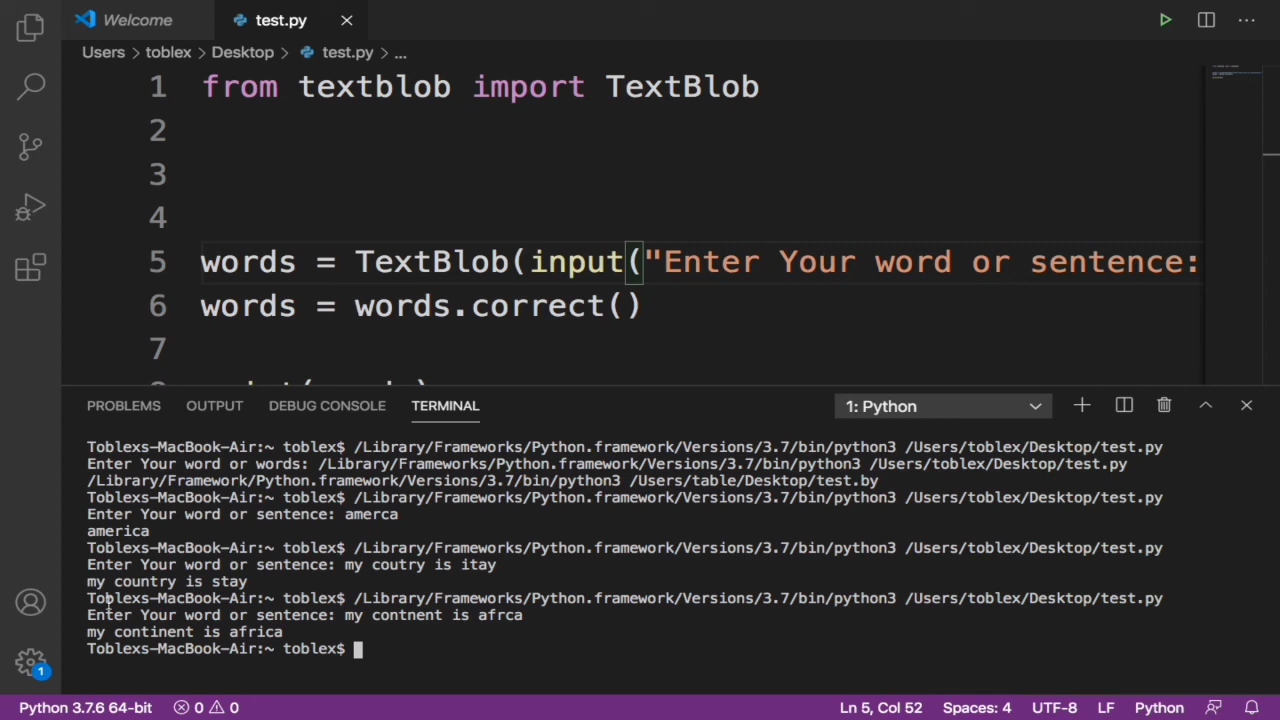 Welcome
test.py
Users > toblex > Desktop > test.py > ...
1 from textblob import TextBlob
2
3
4
5 words = TextBlob(input("Enter Your word or sentence:
6 words = words.correct()
7
PROBLEMS OUTPUT DEBUG CONSOLE TERMINAL 1: Python
Toblexs-MacBook-Air:~ toblex$ /Library/Frameworks/Python.framework/Versions/3.7/bin/python3 /Users/toblex/Desktop/test.py
Enter Your word or words: /Library/Frameworks/Python.framework/Versions/3.7/bin/python3 /Users/toblex/Desktop/test.py
/Library/Framework/Python.framework/Versions/3.7/bin/python3 /Users/table/Desktop/test.by
Toblexs-MacBook-Air:~ toblex$ /Library/Frameworks/Python.framework/Versions/3.7/bin/python3 /Users/toblex/Desktop/test.py
Enter Your word or sentence: amerca
america
Toblexs-MacBook-Air:~ toblex$ /Library/Frameworks/Python.framework/Versions/3.7/bin/python3 /Users/toblex/Desktop/test.py
Enter Your word or sentence: my coutry is itay
my country is stay
Toblexs-MacBook-Air:~ toblex$ /Library/Frameworks/Python.framework/Versions/3.7/bin/python3 /Users/toblex/Desktop/test.py
Enter Your word or sentence: my contnent is afrca
my continent is africa
Toblexs-MacBook-Air:~ toblex$
1
Python 3.7.6 64-bit 0 0 Ln 5, Col 52 Spaces: 4 UTF-8 LF Python